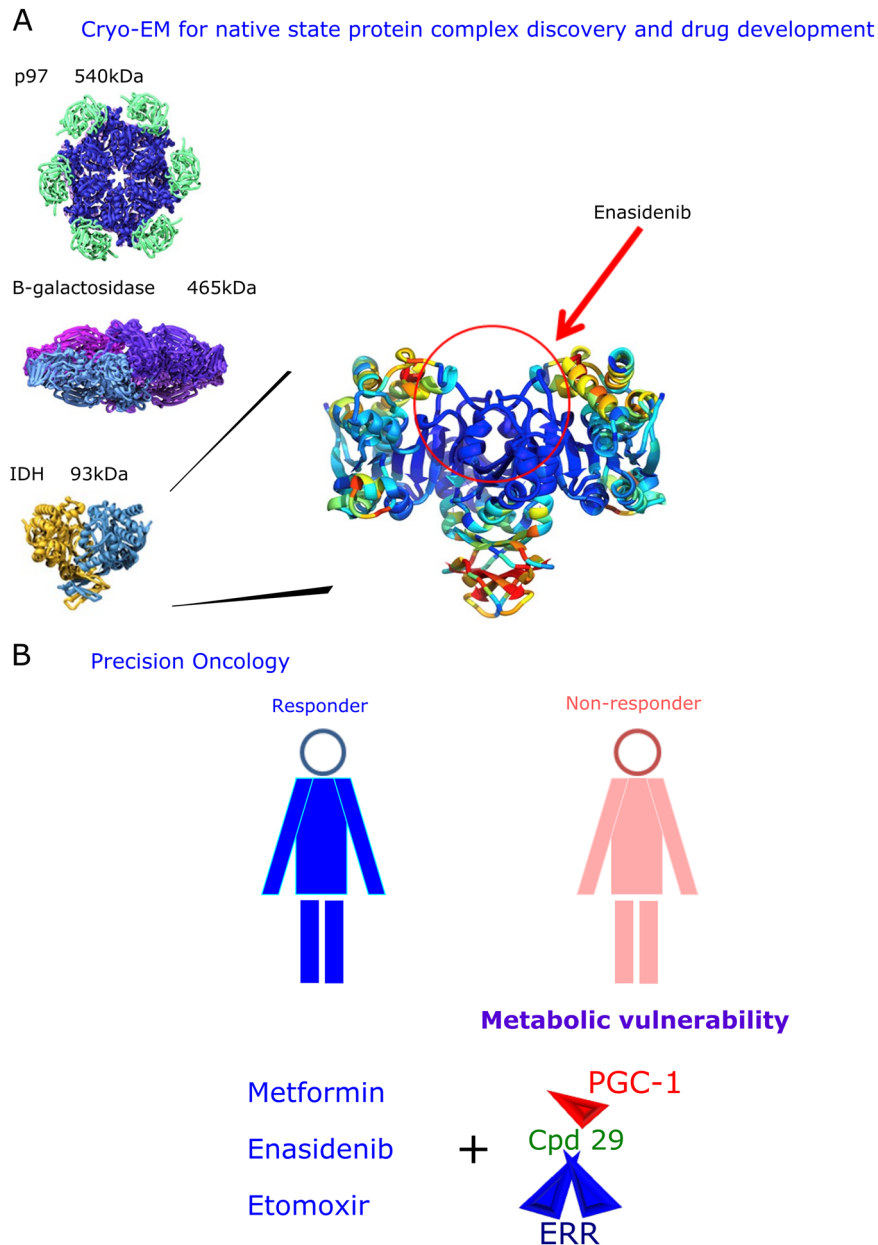 A
Cryo-EM for native state protein complex discovery and drug development
p97 540kDa
Enasidenib
B-galactosidase 465kDa
IDH 93kDa
B
Precision Oncology
Responder
Non-responder
Metabolic vulnerability
Metformin
PGC-1
Enasidenib
+
Cpd 29
Etomoxir
ERR